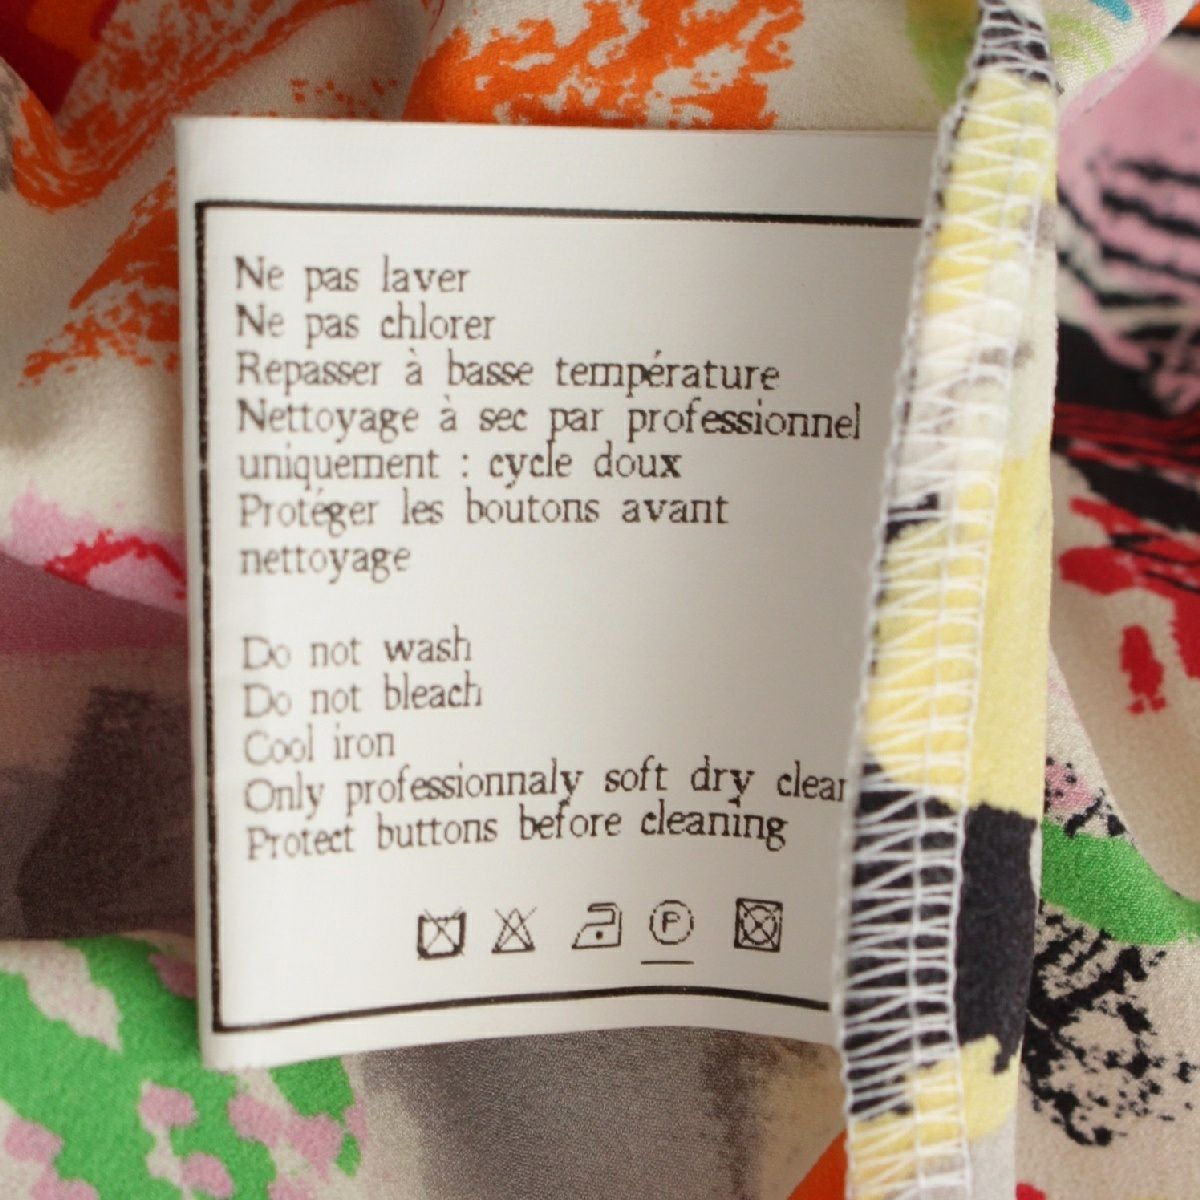 Ne pas laver
Ne pas chlorer
Repasser à basse température
Nettoyage à sec par professionnel
uniquement : cycle doux
Protéger les boutons avant
nettoyage
Do not wash
Do not bleach
Cool iron
Only professionnaly soft dry clean
Protect buttons before cleaning
P